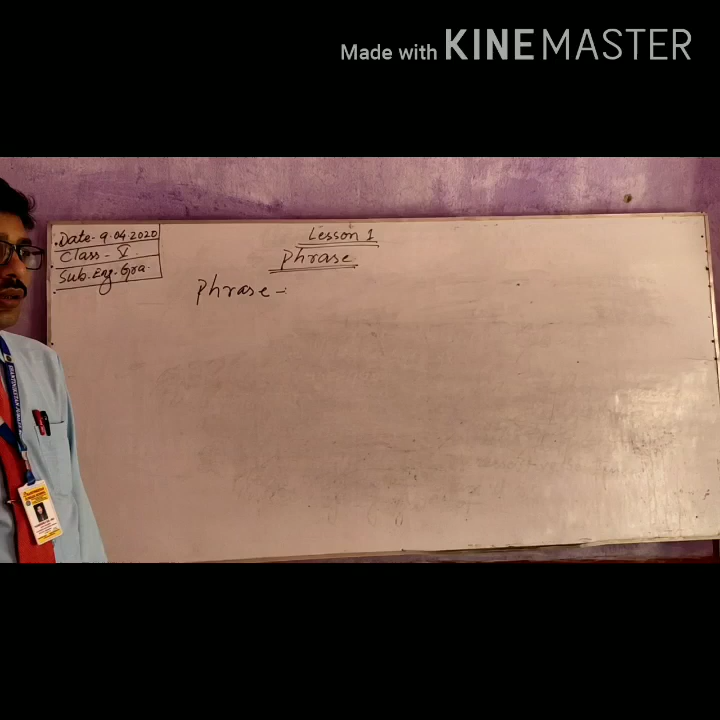 Made with KINEMASTER
Date- 9.04.2020
Class- V
Sub. Eng. Gra.
Lesson 1
Phrase
Phrase -: